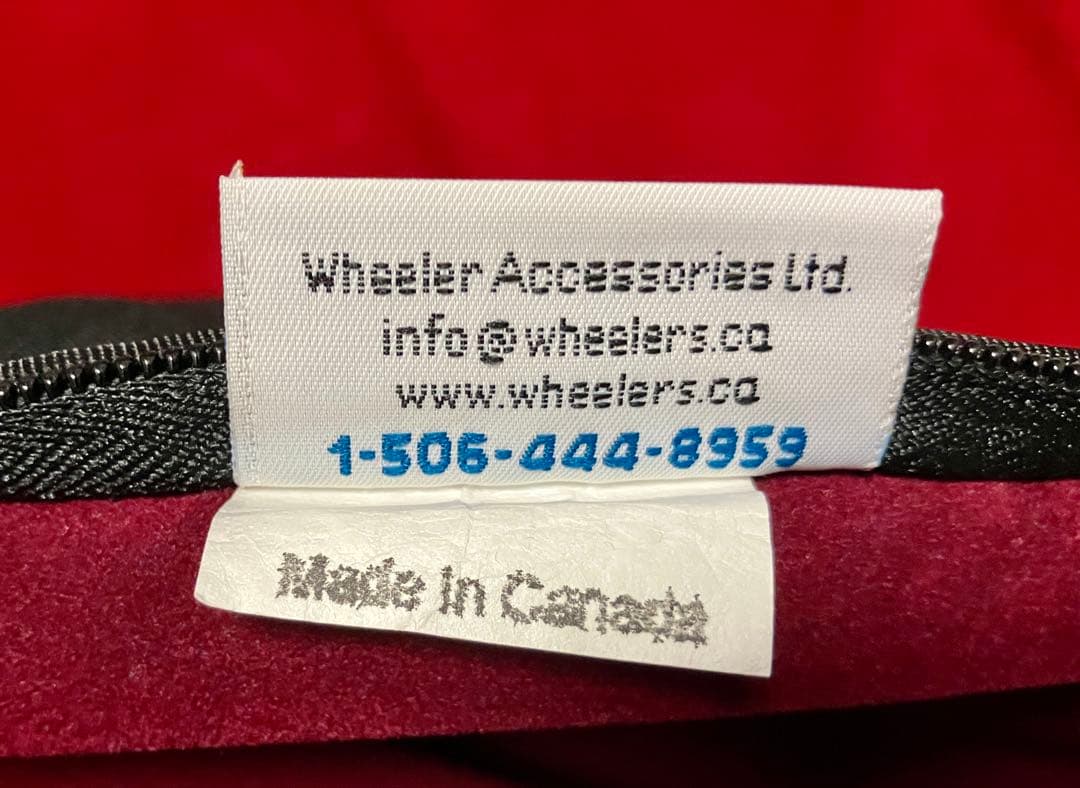 Wheeler Accessories Ltd.
info@wheelers.ca
www.wheelers.ca
1-506-444-8959
Made in Canada